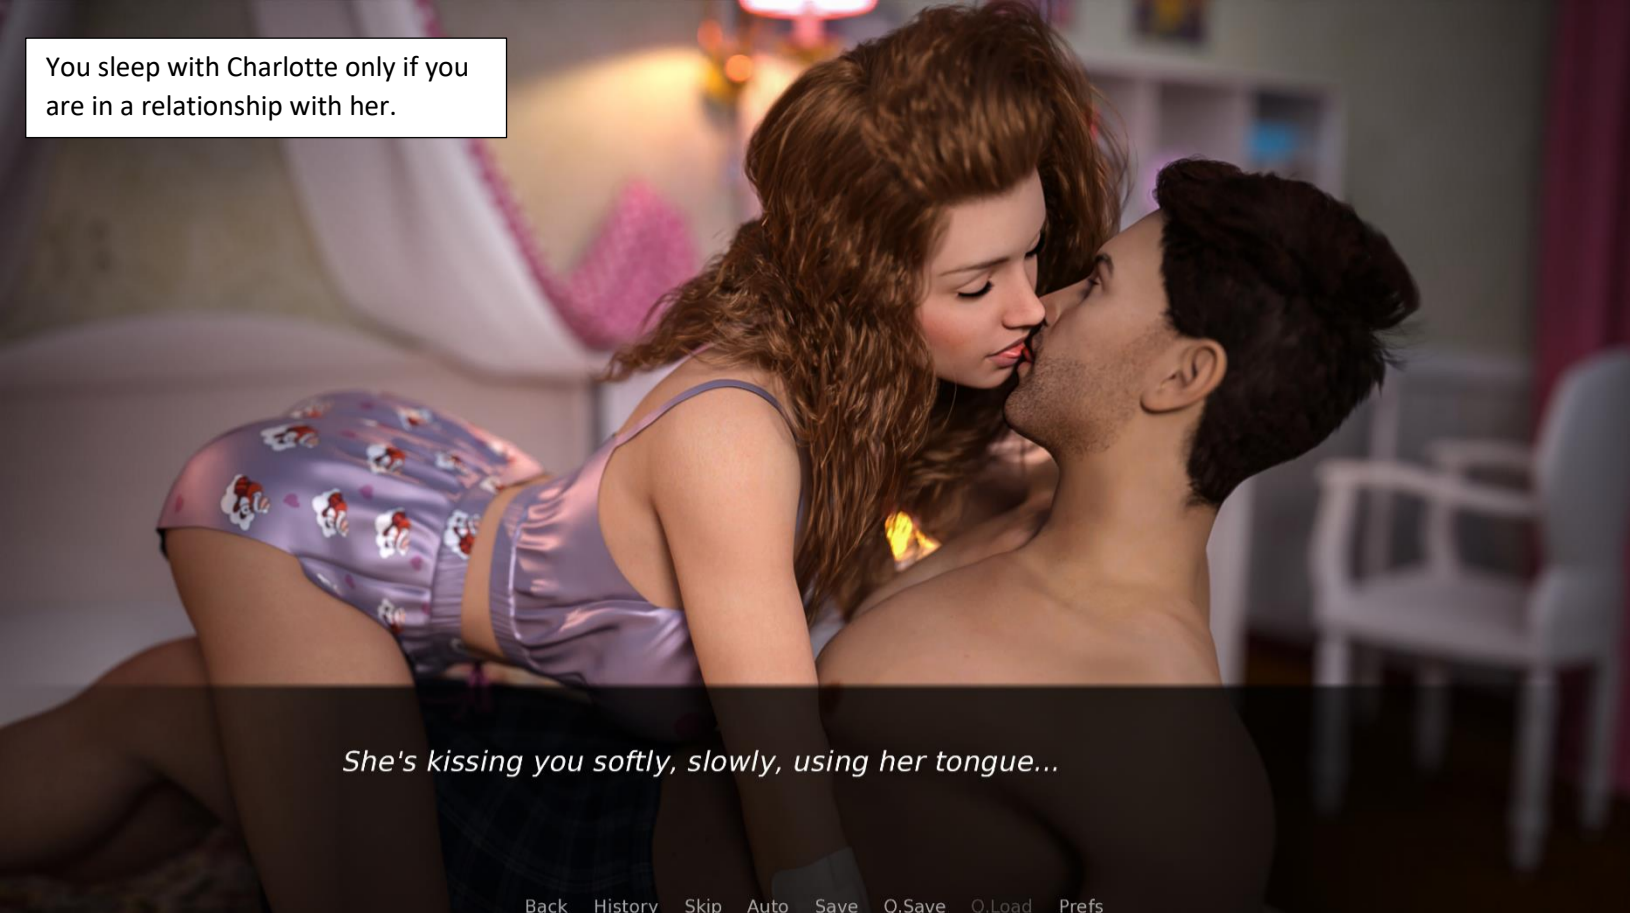 You sleep with Charlotte only if you
are in a relationship with her.
She's kissing you softly, slowly, using her tongue...
Back History Skip Auto Save Q.Save Q.Load Prefs